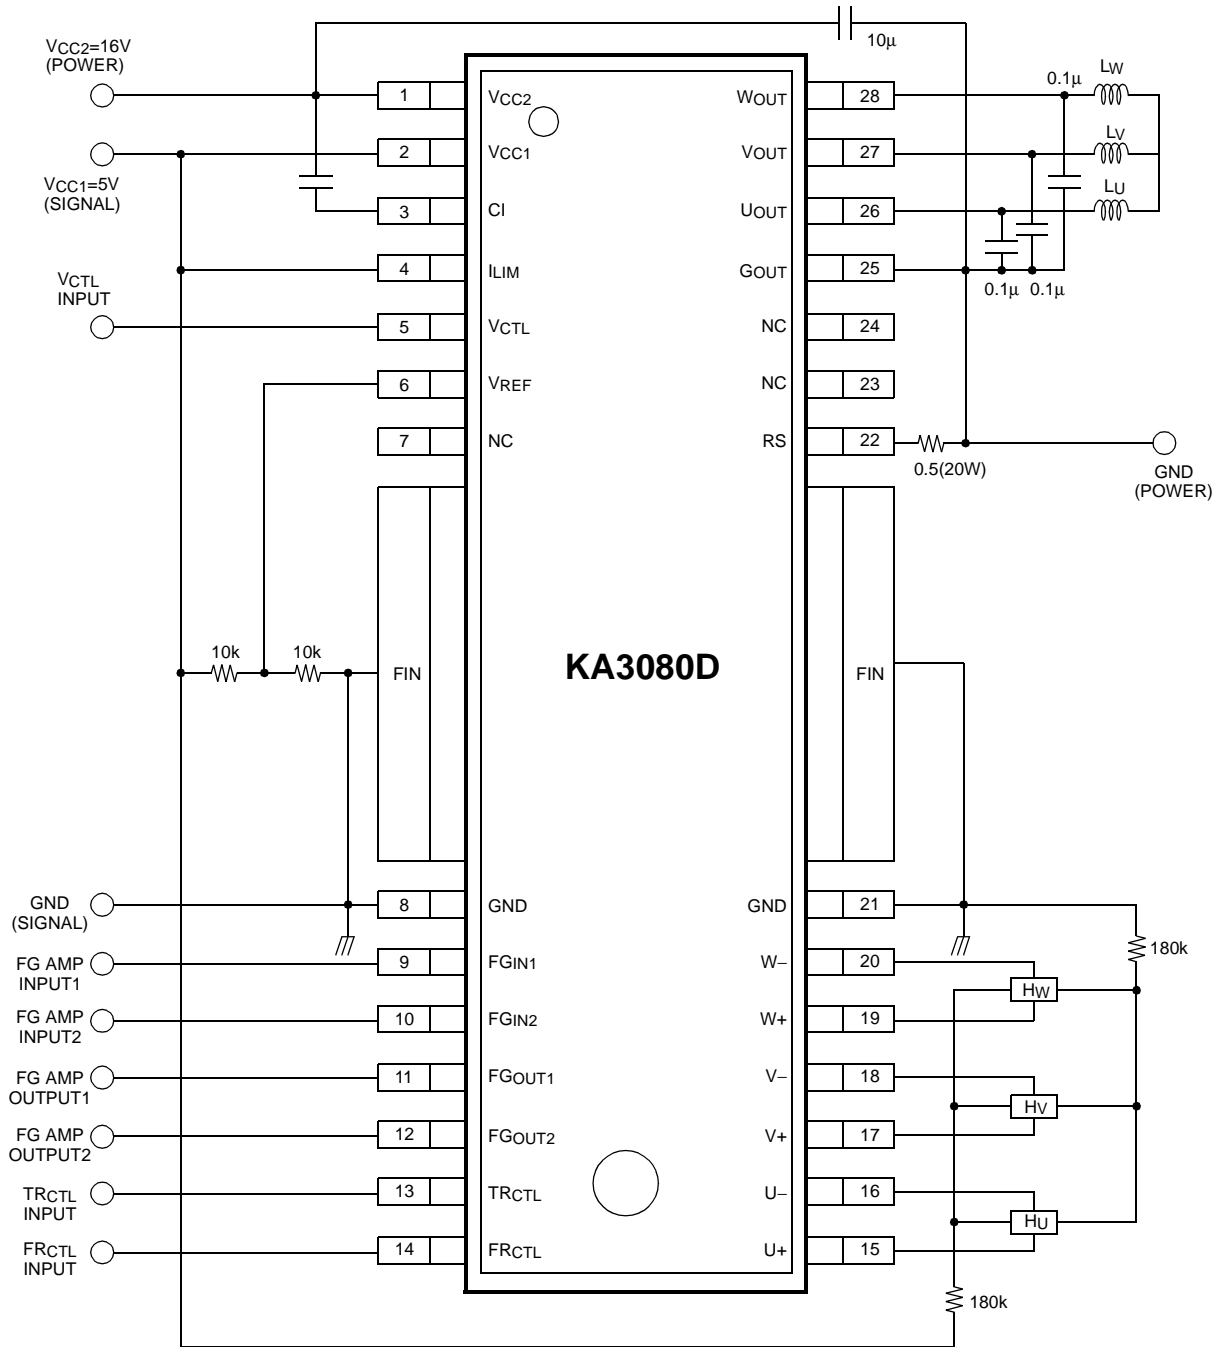 VCC2=16V
(POWER)
10µ
1
VCC2
WOUT
28
0.1µ
LW
2
VCC1
VOUT
27
LV
VCC1=5V
(SIGNAL)
3
CI
UOUT
26
LU
4
ILIM
GOUT
25
0.1µ
0.1µ
VCTL
INPUT
5
VCTL
NC
24
6
VREF
NC
23
7
NC
RS
22
0.5(20W)
GND
(POWER)
10k
10k
FIN
KA3080D
FIN
GND
(SIGNAL)
8
GND
GND
21
180k
FG AMP
INPUT1
9
FGIN1
W–
20
HW
FG AMP
INPUT2
10
FGIN2
W+
19
FG AMP
OUTPUT1
11
FGOUT1
V–
18
HV
FG AMP
OUTPUT2
12
FGOUT2
V+
17
TRCTL
INPUT
13
TRCTL
U–
16
HU
FRCTL
INPUT
14
FRCTL
U+
15
180k